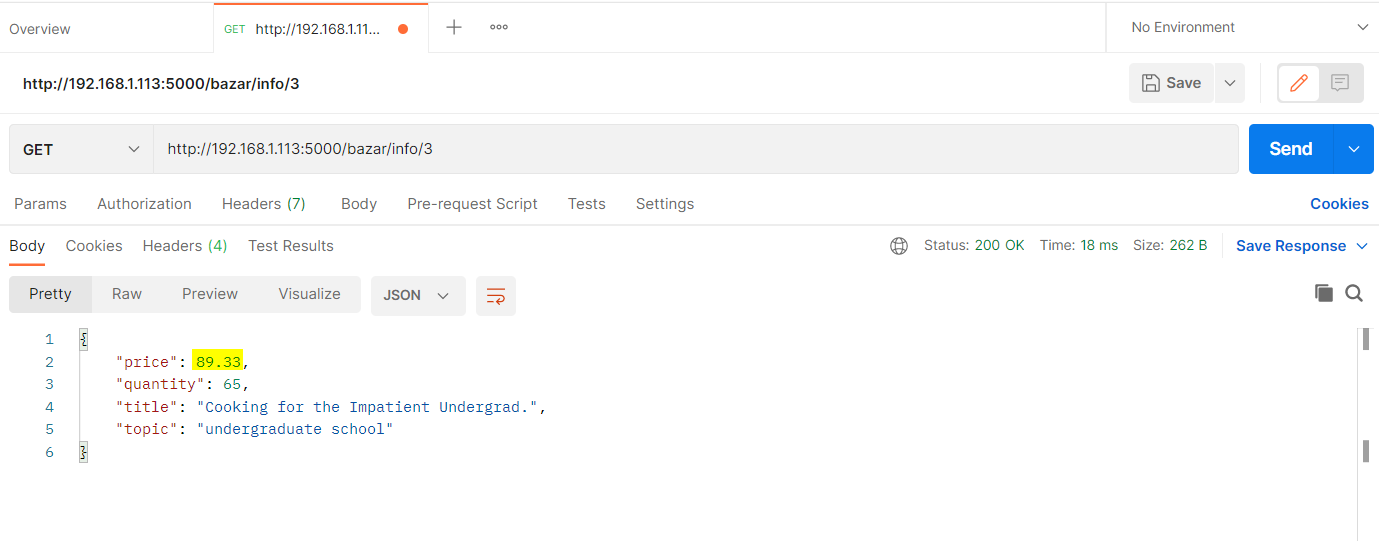 Overview GET http://192.168.1.11... No Environment
http://192.168.1.113:5000/bazar/info/3 Save
GET http://192.168.1.113:5000/bazar/info/3 Send
Params Authorization Headers (7) Body Pre-request Script Tests Settings Cookies
Body Cookies Headers (4) Test Results Status: 200 OK Time: 18 ms Size: 262 B Save Response
Pretty Raw Preview Visualize JSON
1 {
2 "price": 89.33,
3 "quantity": 65,
4 "title": "Cooking for the Impatient Undergrad.",
5 "topic": "undergraduate school"
6 }